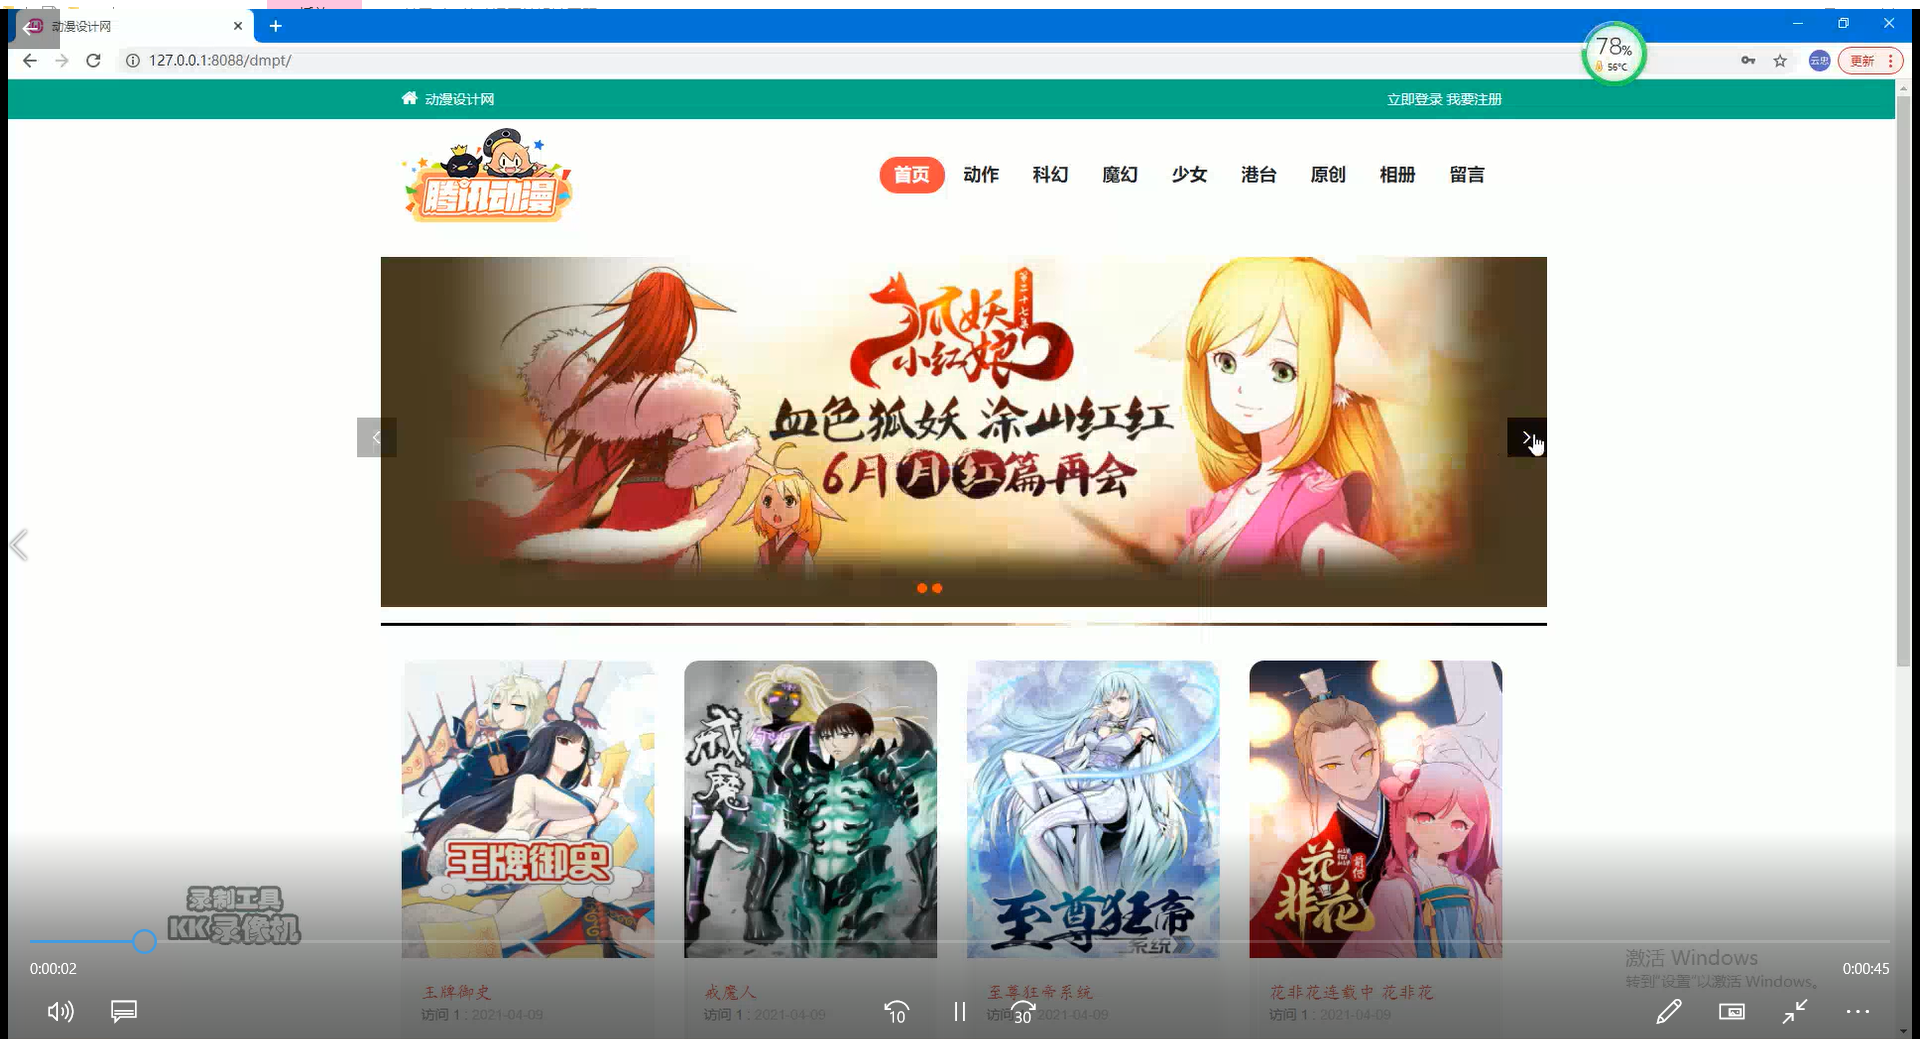 动漫设计网
127.0.0.1:8088/dmpt/
78%
56°C
云忠
更新
动漫设计网
立即登录 我要注册
腾讯动漫
首页 动作 科幻 魔幻 少女 港台 原创 相册 留言
狐妖小红娘
第二十七集
血色狐妖 涂山红红
6月月红篇再会
王牌御史
戒魔人
至尊狂帝
系统
花非花
前传
录制工具
KK录像机
激活 Windows
转到"设置"以激活 Windows。
0:00:02
0:00:45
王牌御史
戒魔人
至尊狂帝系统
花非花连载中 花非花
访问 1 : 2021-04-09
访问 1 : 2021-04-09
访问 : 2021-04-09
访问 1 : 2021-04-09
10
30